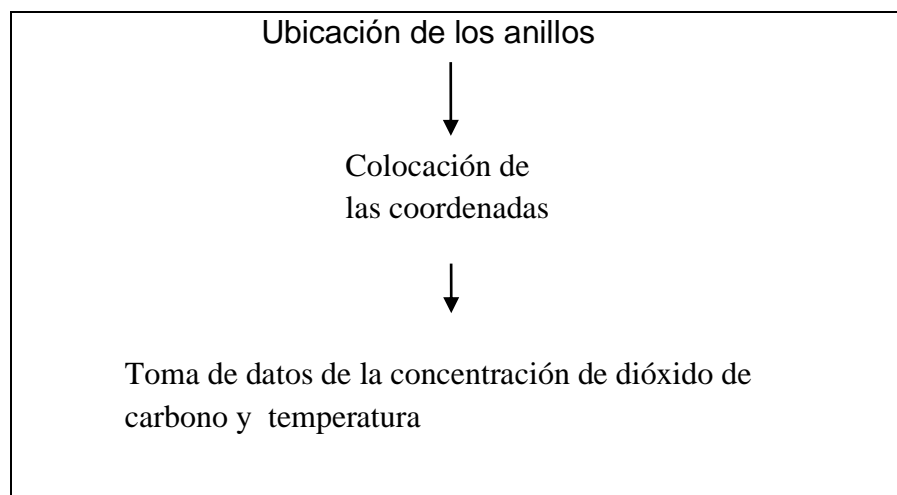 Ubicación de los anillos
Colocación de
las coordenadas
Toma de datos de la concentración de dióxido de
carbono y  temperatura